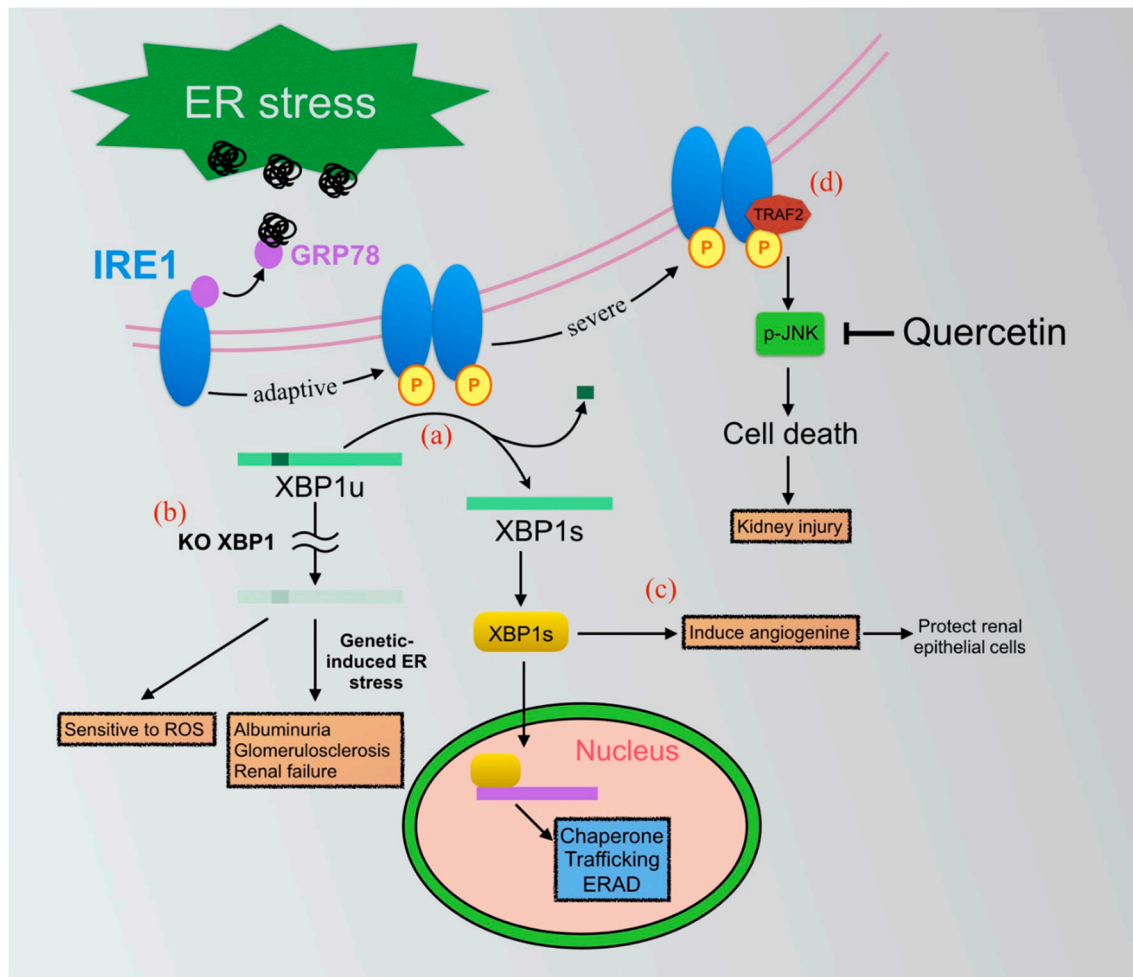 ER stress
IRE1
GRP78
adaptive
severe
P
P
P
P
TRAF2
(d)
p-JNK
Quercetin
Cell death
Kidney injury
(a)
XBP1u
XBP1s
(b)
KO XBP1
Genetic-
induced ER
stress
Sensitive to ROS
Albuminuria
Glomerulosclerosis
Renal failure
XBP1s
(c)
Induce angiogenine
Protect renal
epithelial cells
Nucleus
Chaperone
Trafficking
ERAD